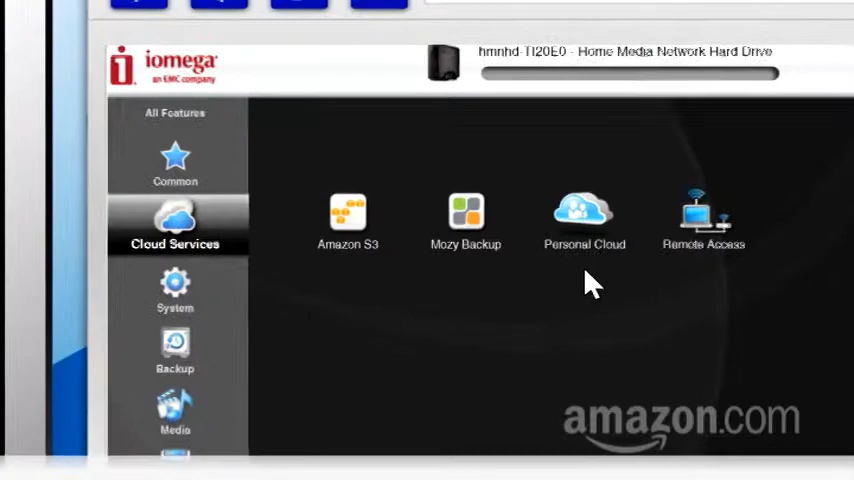 iomega
an EMC company
hmnhd-TI20E0 - Home Media Network Hard Drive
All Features
Common
Cloud Services
Amazon S3
Mozy Backup
Personal Cloud
Remote Access
System
Backup
Media
amazon.com